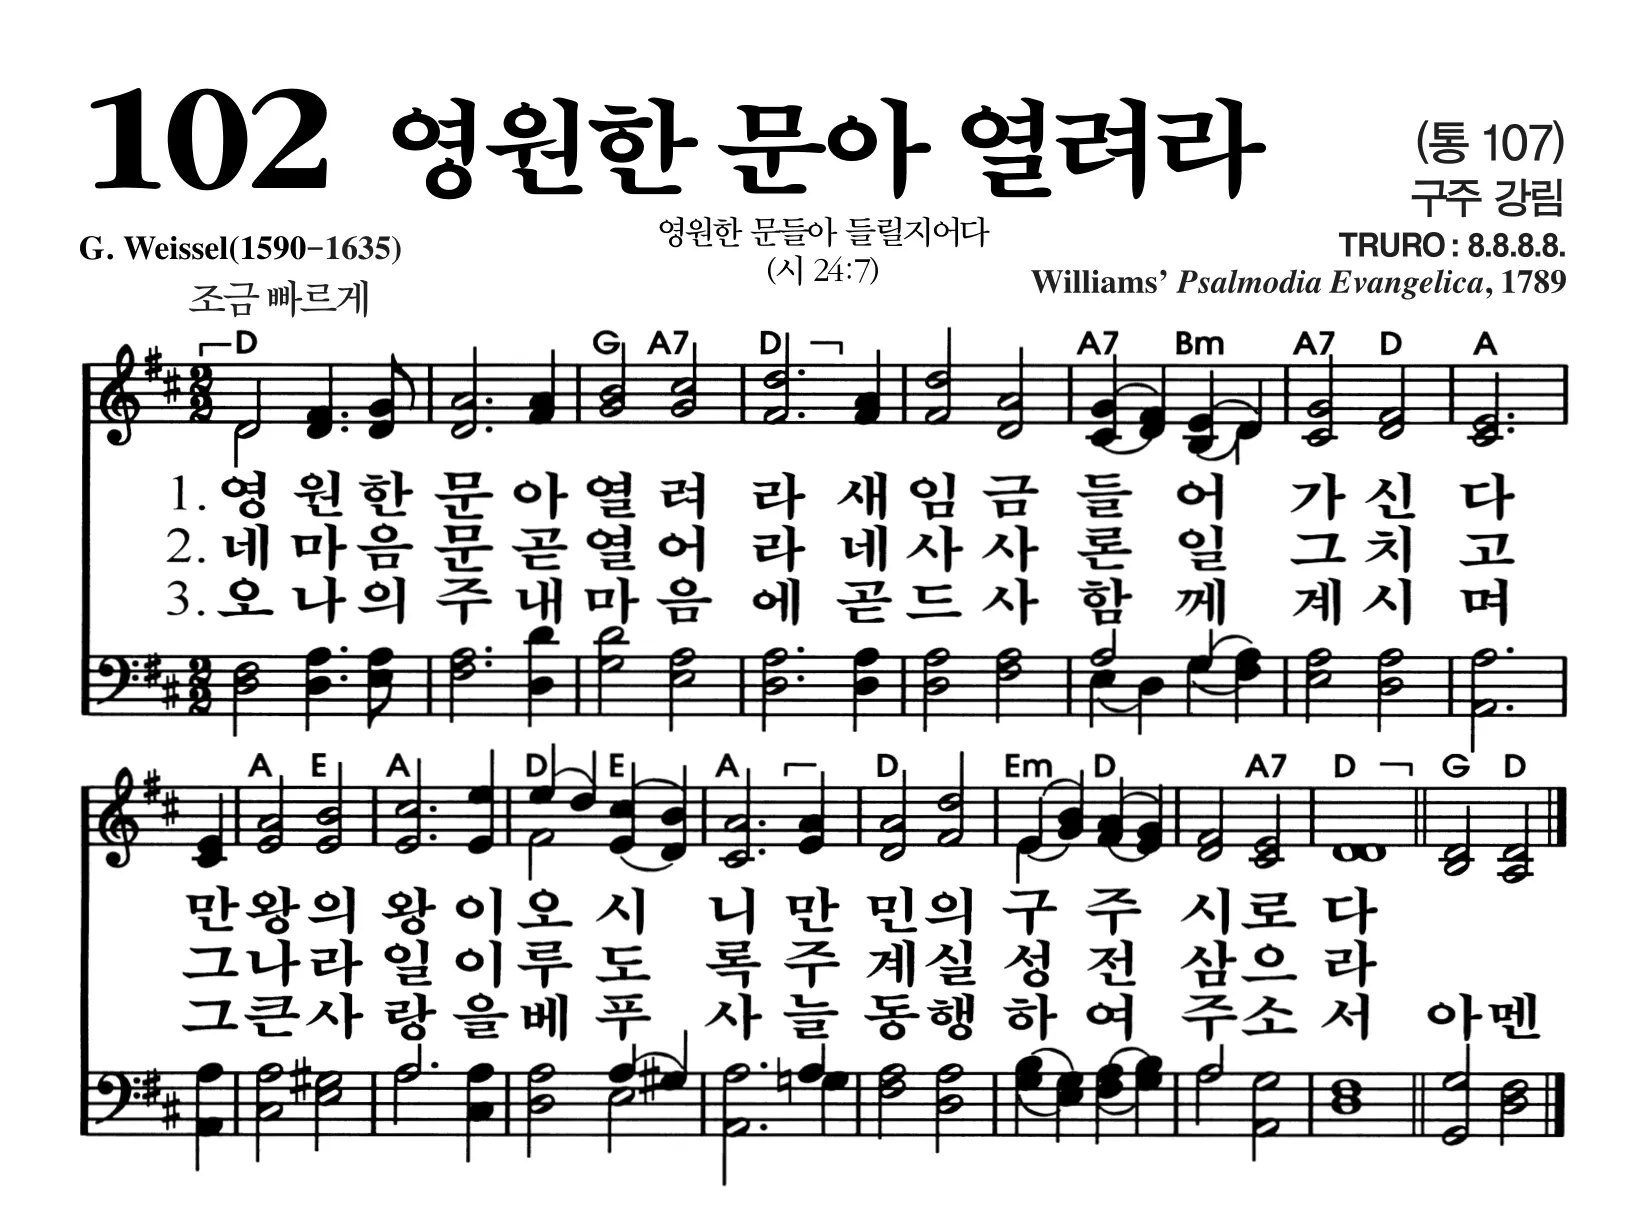 102 영원한 문아 열려라
(통 107)
구주 강림
영원한 문들아 들릴지어다
(시 24:7)
G. Weissel(1590-1635)
TRURO : 8.8.8.8.
Williams' Psalmodia Evangelica, 1789
조금 빠르게
D G A7 D A7 Bm A7 D A
2 2
1. 영 원 한 문 아 열 려 라 새 임 금 들 어 가 신 다
2. 네 마 음 문 곧 열 어 라 네 사 사 론 일 그 치 고
3. 오 나 의 주 내 마 음 에 곧 드 사 함 께 계 시 며
2 2
A E A D E A D Em D A7 D G D
만 왕 의 왕 이 오 시 니 만 민 의 구 주 시 로 다
그 나 라 일 이 루 도 록 주 계 실 성 전 삼 으 라
그 큰 사 랑 을 베 푸 사 늘 동 행 하 여 주 소 서 아 멘